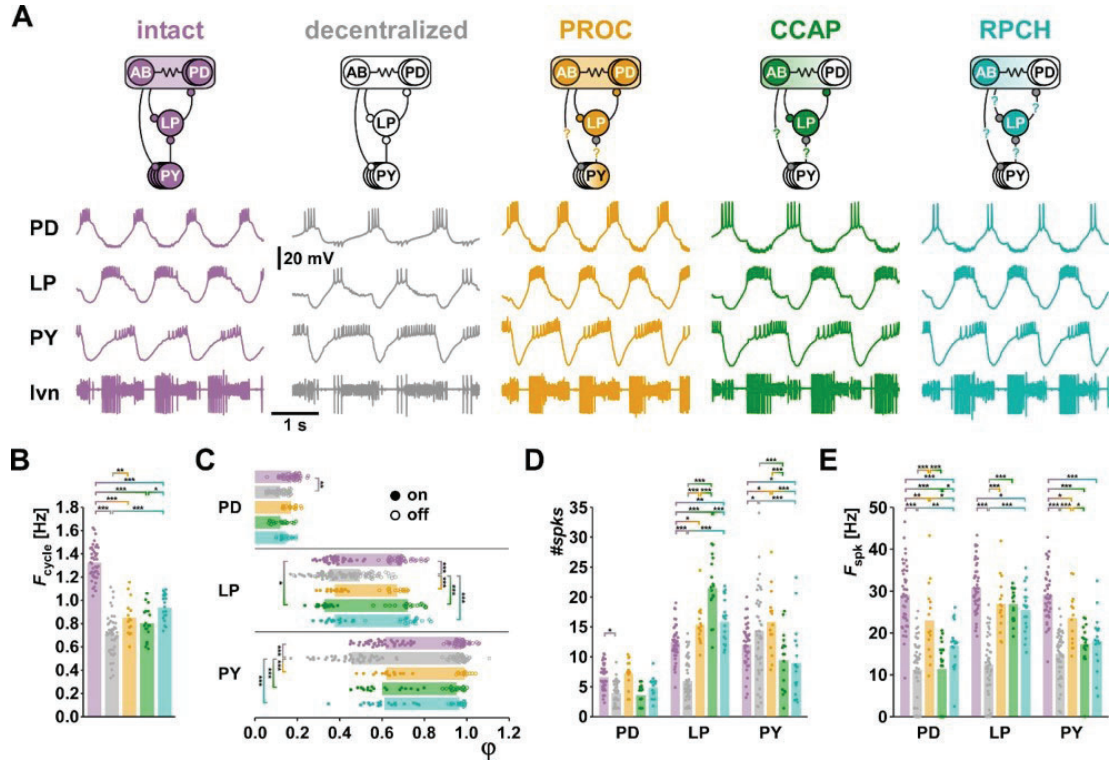 A
intact decentralized PROC CCAP RPCH
AB PD AB PD AB PD AB PD AB PD
LP LP LP LP LP
? ? ? ? ? ? ? ?
PY PY PY PY PY
PD
20 mV
LP
PY
lvn
1 s
B C D E
** *** *** * *** *** ***
Fcycle [Hz]
1.8
1.6
1.4
1.2
1.0
0.8
0.6
0.4
0.2
0.0
PD
LP
PY
on
off
0.0 0.2 0.4 0.6 0.8 1.0 1.2
φ
#spks
35
30
25
20
15
10
5
0
PD LP PY
Fspk [Hz]
50
40
30
20
10
0
PD LP PY